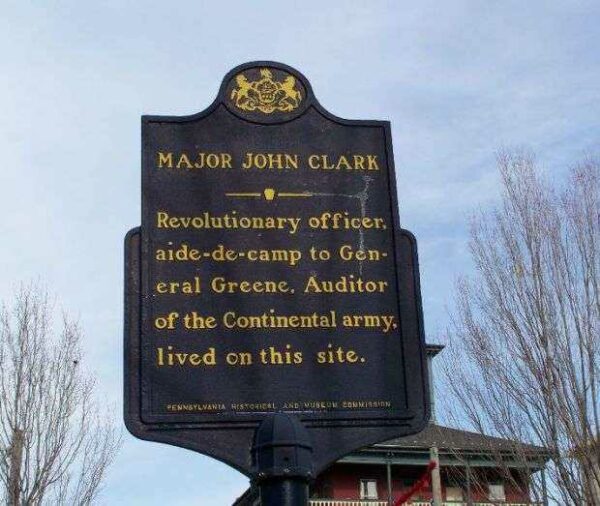 MAJOR JOHN CLARK
Revolutionary officer,
aide-de-camp to Gen-
eral Greene, Auditor
of the Continental army,
lived on this site.
PENNSYLVANIA HISTORICAL AND MUSEUM COMMISSION